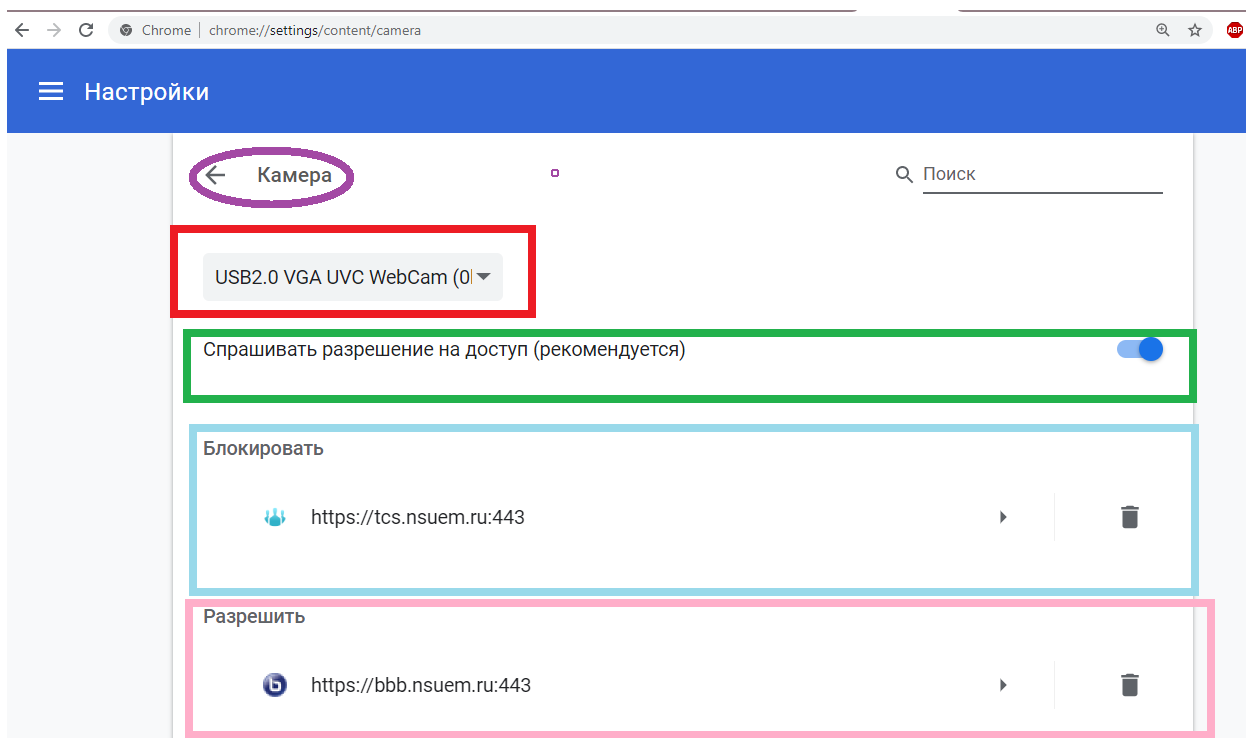 Chrome | chrome://settings/content/camera
ABP
Настройки
Камера
Поиск
USB2.0 VGA UVC WebCam (0
Спрашивать разрешение на доступ (рекомендуется)
Блокировать
https://tcs.nsuem.ru:443
Разрешить
https://bbb.nsuem.ru:443